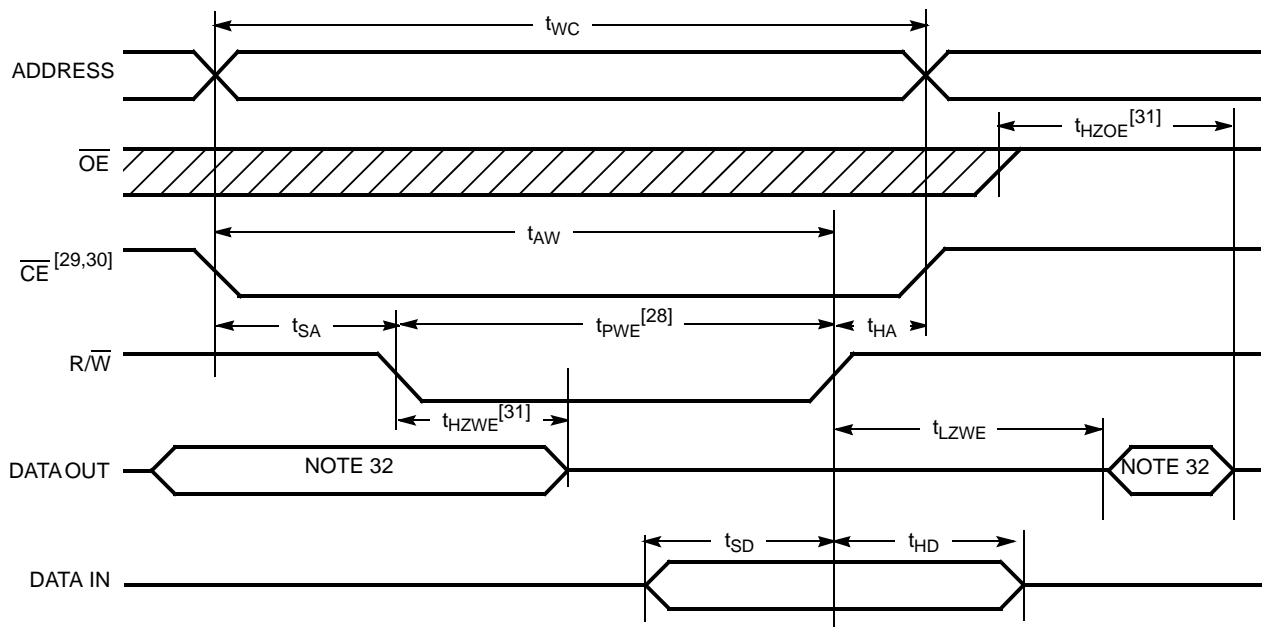 tWC
ADDRESS
tHZOE[31]
OE
tAW
CE [29,30]
tSA
tPWE[28]
tHA
R/W
tHZWE[31]
tLZWE
DATA OUT
NOTE 32
NOTE 32
tSD
tHD
DATA IN